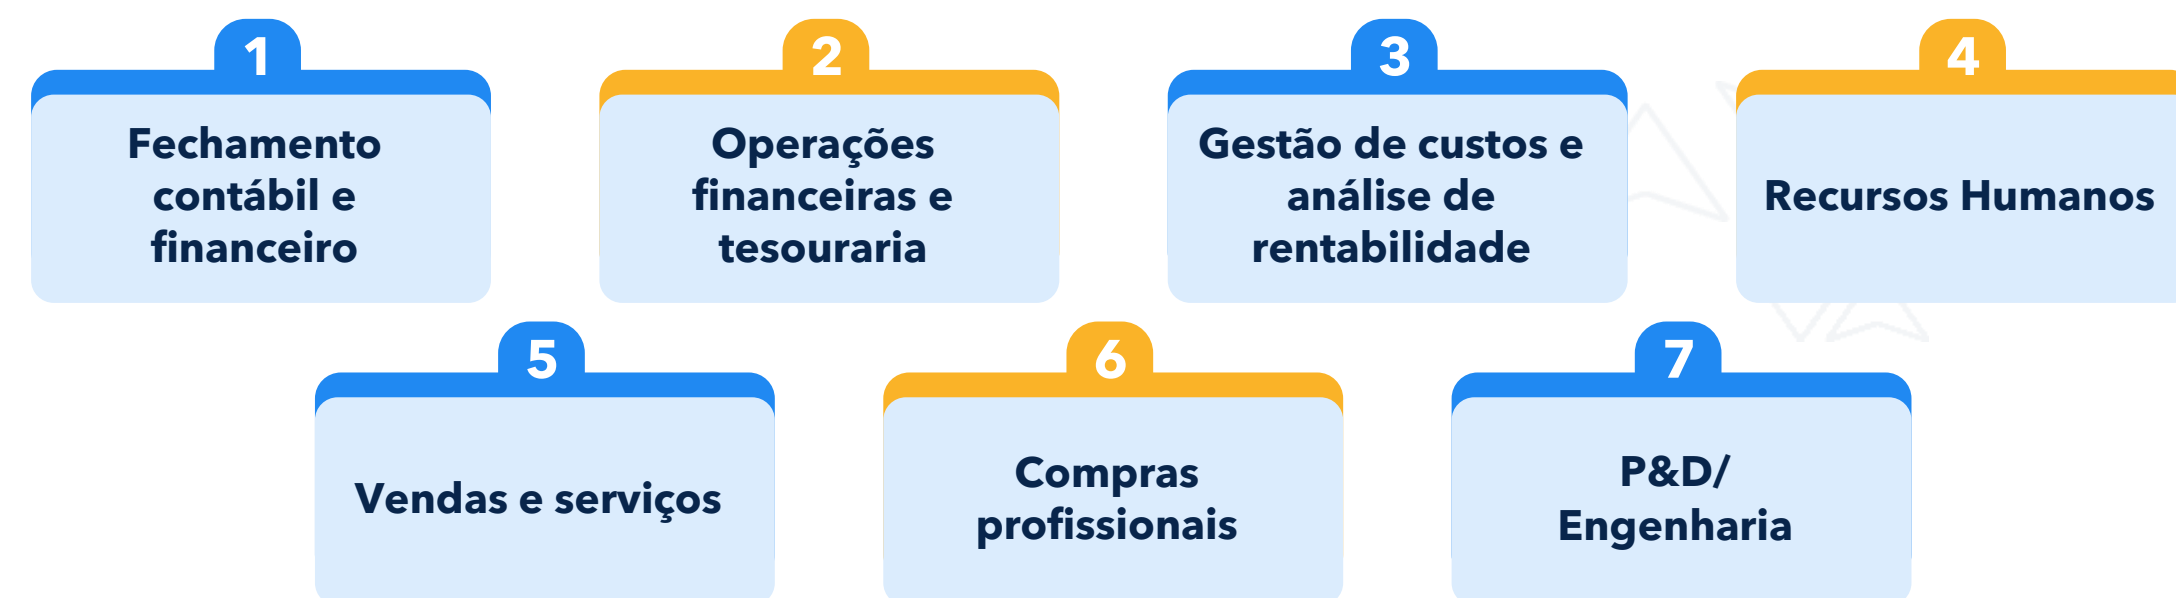 1
Fechamento
contábil e
financeiro
2
Operações
financeiras e
tesouraria
3
Gestão de custos e
análise de
rentabilidade
4
Recursos Humanos
5
Vendas e serviços
6
Compras
profissionais
7
P&D/
Engenharia